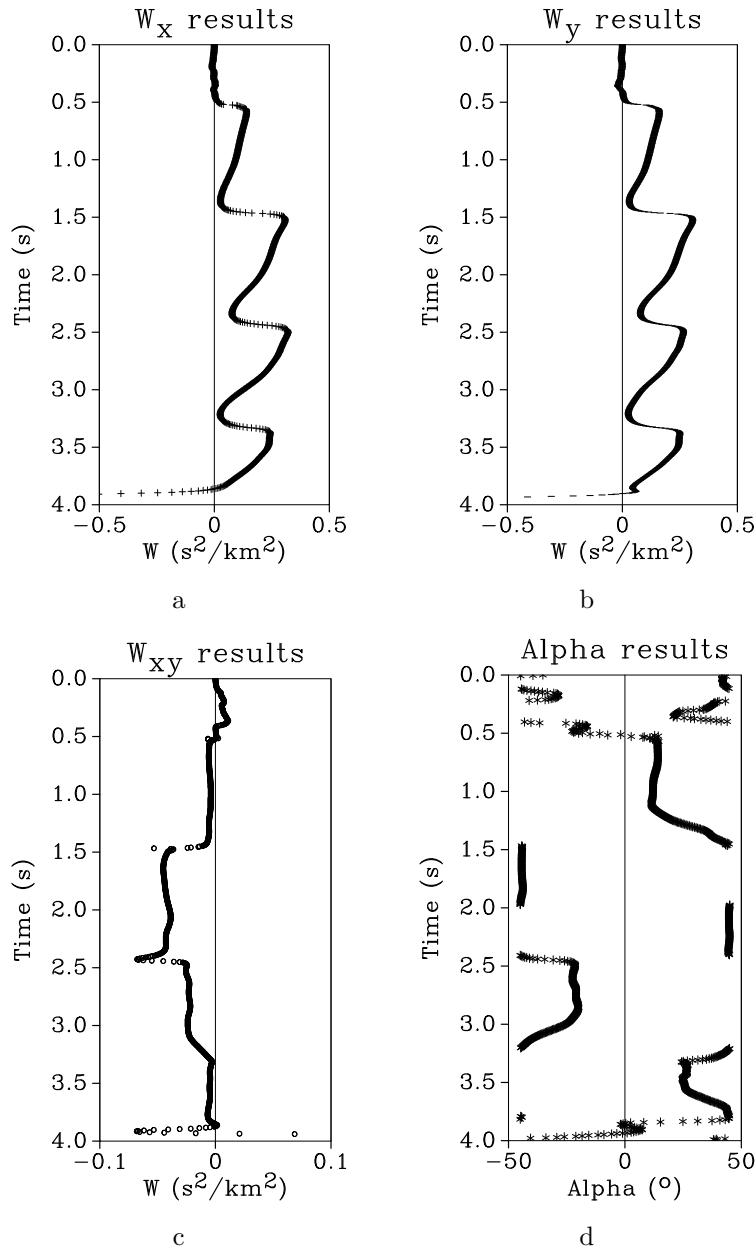 W_x results
0.0
0.5
1.0
1.5
2.0
2.5
3.0
3.5
4.0
Time (s)
−0.5 0 0.5
W (s²/km²)
a
W_y results
0.0
0.5
1.0
1.5
2.0
2.5
3.0
3.5
4.0
Time (s)
−0.5 0 0.5
W (s²/km²)
b
W_xy results
0.0
0.5
1.0
1.5
2.0
2.5
3.0
3.5
4.0
Time (s)
−0.1 0 0.1
W (s²/km²)
c
Alpha results
0.0
0.5
1.0
1.5
2.0
2.5
3.0
3.5
4.0
Time (s)
−50 0 50
Alpha (°)
d